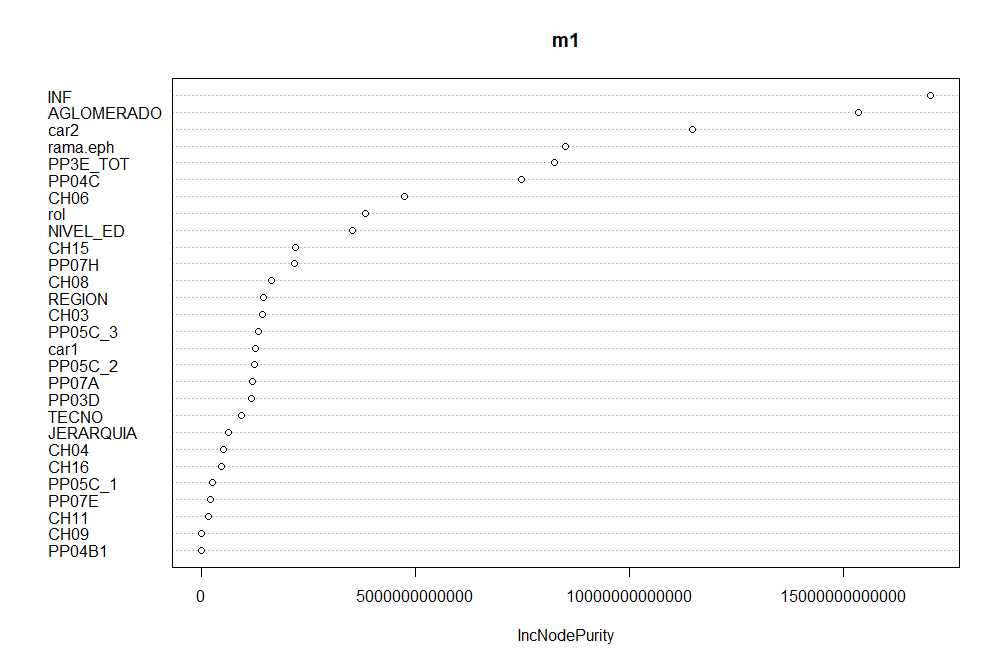 m1
INF
AGLOMERADO
car2
rama.eph
PP3E_TOT
PP04C
CH06
rol
NIVEL_ED
CH15
PP07H
CH08
REGION
CH03
PP05C_3
car1
PP05C_2
PP07A
PP03D
TECNO
JERARQUIA
CH04
CH16
PP05C_1
PP07E
CH11
CH09
PP04B1
0 5000000000000 10000000000000 15000000000000
IncNodePurity